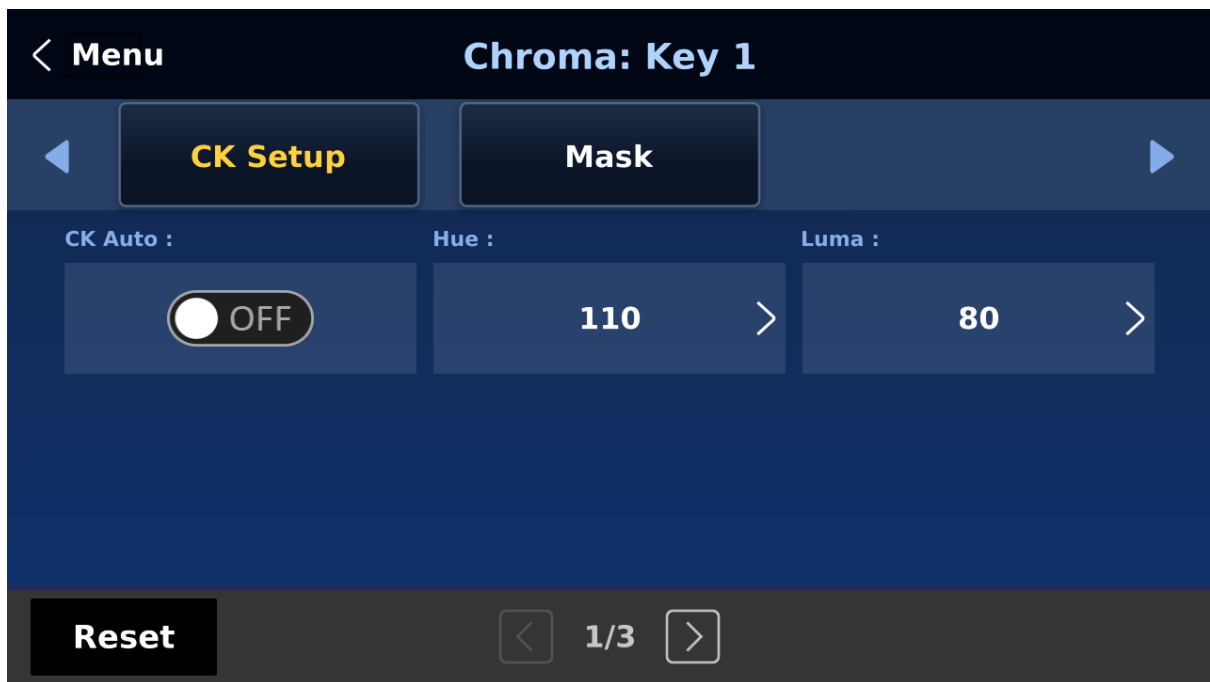 Menu
Chroma: Key 1
CK Setup
Mask
CK Auto :
Hue :
Luma :
OFF
110
80
Reset
1/3